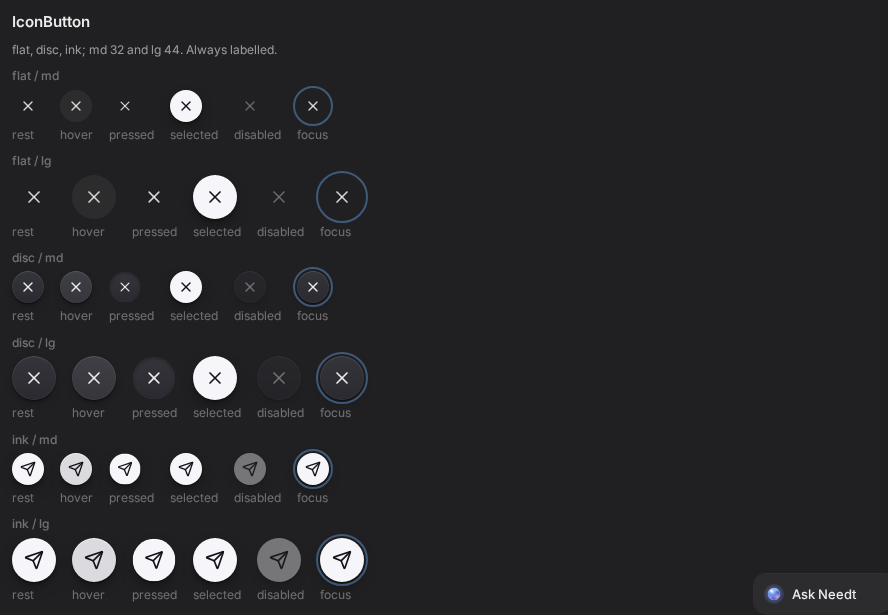 IconButton
flat, disc, ink; md 32 and lg 44. Always labelled.
flat / md
rest hover pressed selected disabled focus
flat / lg
rest hover pressed selected disabled focus
disc / md
rest hover pressed selected disabled focus
disc / lg
rest hover pressed selected disabled focus
ink / md
rest hover pressed selected disabled focus
ink / lg
rest hover pressed selected disabled focus
Ask Needt